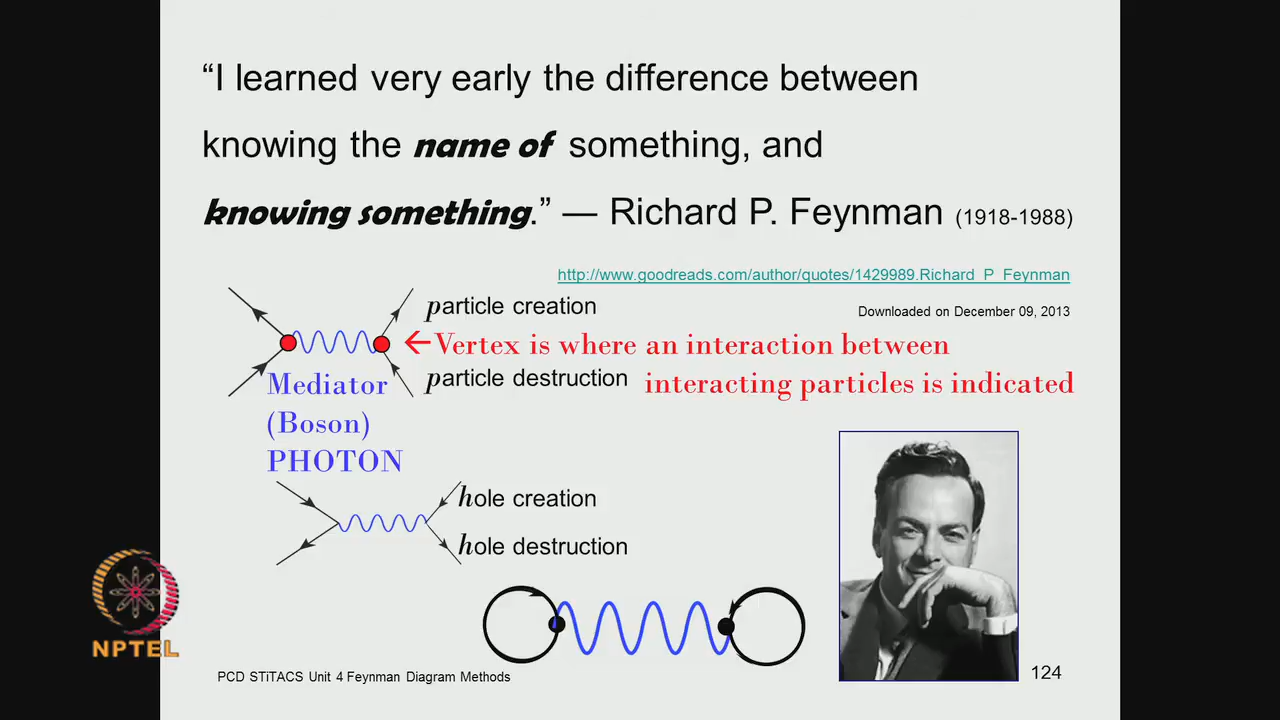 “I learned very early the difference between
knowing the name of something, and
knowing something.” — Richard P. Feynman (1918-1988)
http://www.goodreads.com/author/quotes/1429989.Richard_P_Feynman
particle creation
Downloaded on December 09, 2013
←Vertex is where an interaction between
particle destruction
interacting particles is indicated
Mediator
(Boson)
PHOTON
hole creation
hole destruction
NPTEL
PCD STiTACS Unit 4 Feynman Diagram Methods
124